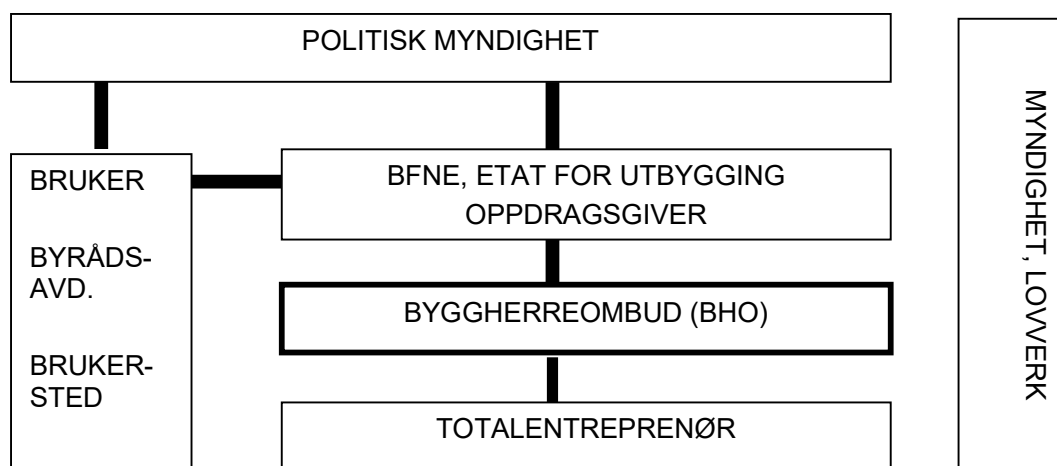 POLITISK MYNDIGHET
BRUKER
BYRÅDS-
AVD.
BRUKER-
STED
BFNE, ETAT FOR UTBYGGING
OPPDRAGSGIVER
BYGGHERREOMBUD (BHO)
TOTALENTREPRENØR
MYNDIGHET, LOVVERK